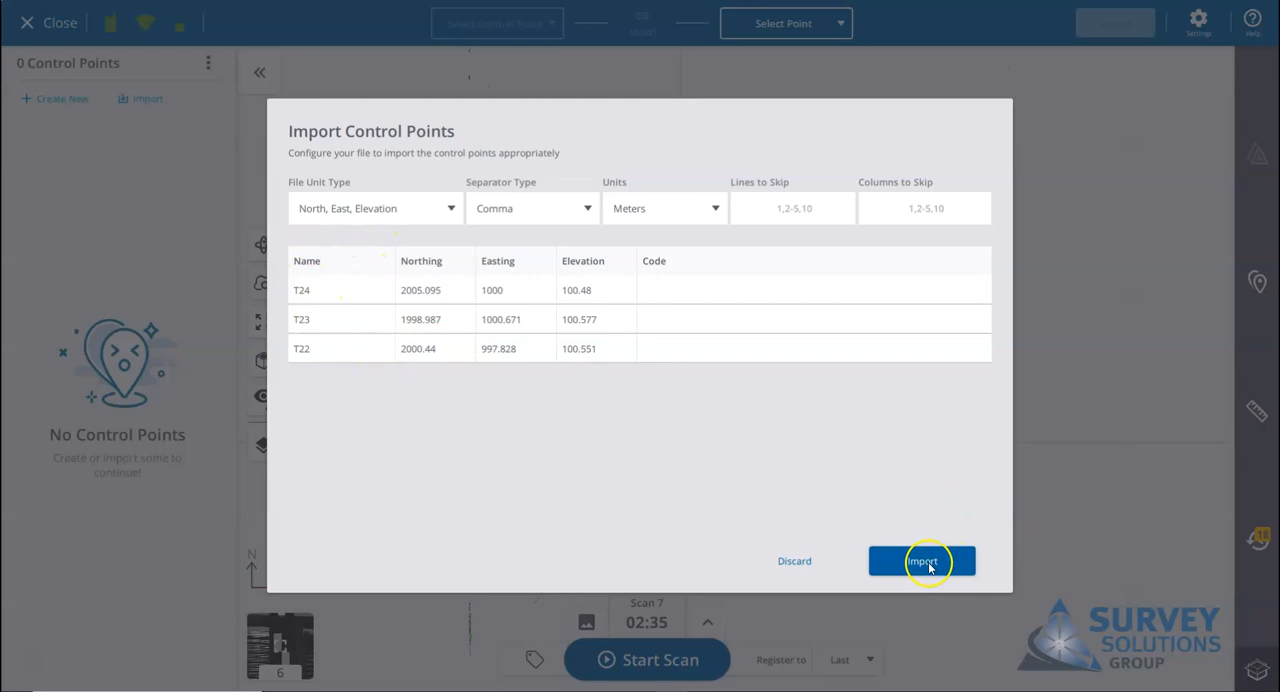 Close
Select Control Point
Select Point
Settings
Help
0 Control Points
Create New
Import
Import Control Points
Configure your file to import the control points appropriately
File Unit Type
Separator Type
Units
Lines to Skip
Columns to Skip
North, East, Elevation
Comma
Meters
1,2-5,10
1,2-5,10
Name Northing Easting Elevation Code
T24 2005.095 1000 100.48
T23 1998.987 1000.671 100.577
T22 2000.44 997.828 100.551
No Control Points
Create or import some to
continue!
Discard
Import
N
Scan 7
02:35
6
Start Scan
Register to
Last
SURVEY
SOLUTIONS
GROUP